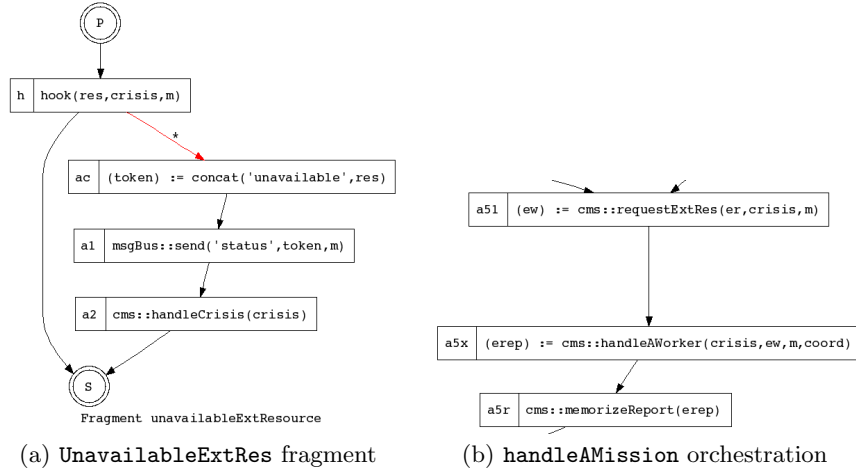 P
h hook(res,crisis,m)
*
ac (token) := concat('unavailable',res)
a1 msgBus::send('status',token,m)
a2 cms::handleCrisis(crisis)
S
Fragment unavailableExtResource
(a) UnavailableExtRes fragment
a51 (ew) := cms::requestExtRes(er,crisis,m)
a5x (erep) := cms::handleAWorker(crisis,ew,m,coord)
a5r cms::memorizeReport(erep)
(b) handleAMission orchestration